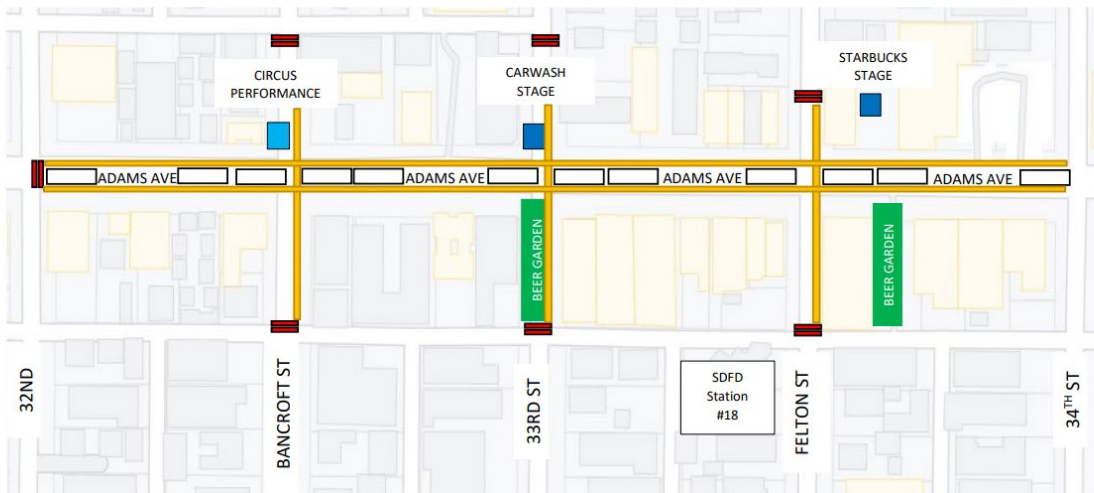 CIRCUS
PERFORMANCE
CARWASH
STAGE
STARBUCKS
STAGE
ADAMS AVE
ADAMS AVE
ADAMS AVE
ADAMS AVE
BEER GARDEN
BEER GARDEN
32ND
BANCROFT ST
33RD ST
SDFD
Station
#18
FELTON ST
34TH ST